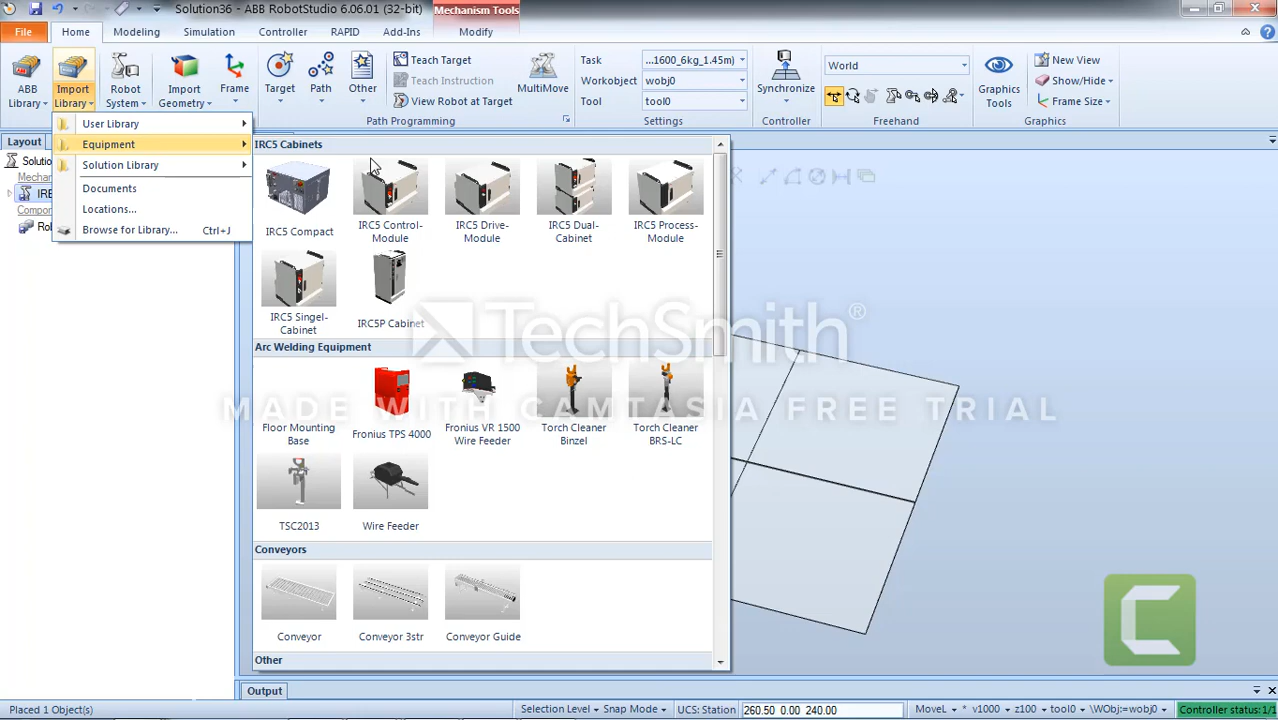 Solution36 - ABB RobotStudio 6.06.01 (32-bit)
Mechanism Tools
File
Home
Modeling
Simulation
Controller
RAPID
Add-Ins
Modify
ABB Library
Import Library
Robot System
Import Geometry
Frame
Target
Path
Other
Teach Target
Teach Instruction
View Robot at Target
MultiMove
Path Programming
Task
...1600_6kg_1.45m)
Workobject
wobj0
Tool
tool0
Settings
Synchronize
Controller
World
Freehand
Graphics Tools
New View
Show/Hide
Frame Size
Graphics
Layout
Solutio
Mechani
IRE
Compo
Rol
User Library
Equipment
Solution Library
Documents
Locations...
Browse for Library... Ctrl+J
IRC5 Cabinets
IRC5 Compact
IRC5 Control-Module
IRC5 Drive-Module
IRC5 Dual-Cabinet
IRC5 Process-Module
IRC5 Singel-Cabinet
IRC5P Cabinet
Arc Welding Equipment
Floor Mounting Base
Fronius TPS 4000
Fronius VR 1500 Wire Feeder
Torch Cleaner Binzel
Torch Cleaner BRS-LC
TSC2013
Wire Feeder
Conveyors
Conveyor
Conveyor 3str
Conveyor Guide
Other
TechSmith®
MADE WITH CAMTASIA FREE TRIAL
Output
Placed 1 Object(s)
Selection Level
Snap Mode
UCS: Station
260.50 0.00 240.00
MoveL * v1000 z100 tool0 \WObj:=wobj0
Controller status:1/1